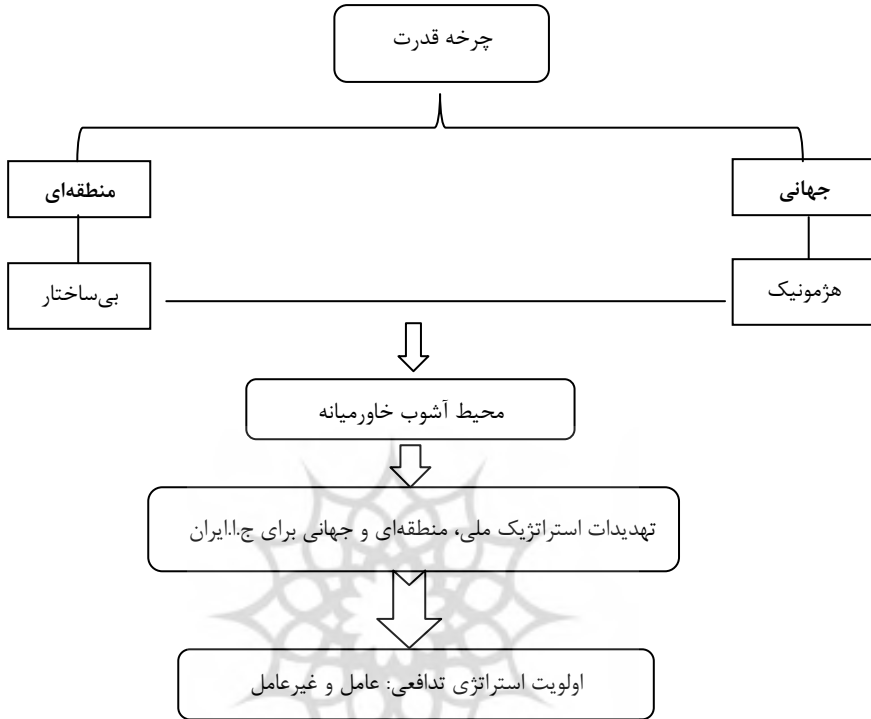 چرخه قدرت
جهانی
منطقه‌ای
هژمونیک
بی‌ساختار
محیط آشوب خاورمیانه
تهدیدات استراتژیک ملی، منطقه‌ای و جهانی برای ج.ا.ایران
اولویت استراتژی تدافعی: عامل و غیرعامل